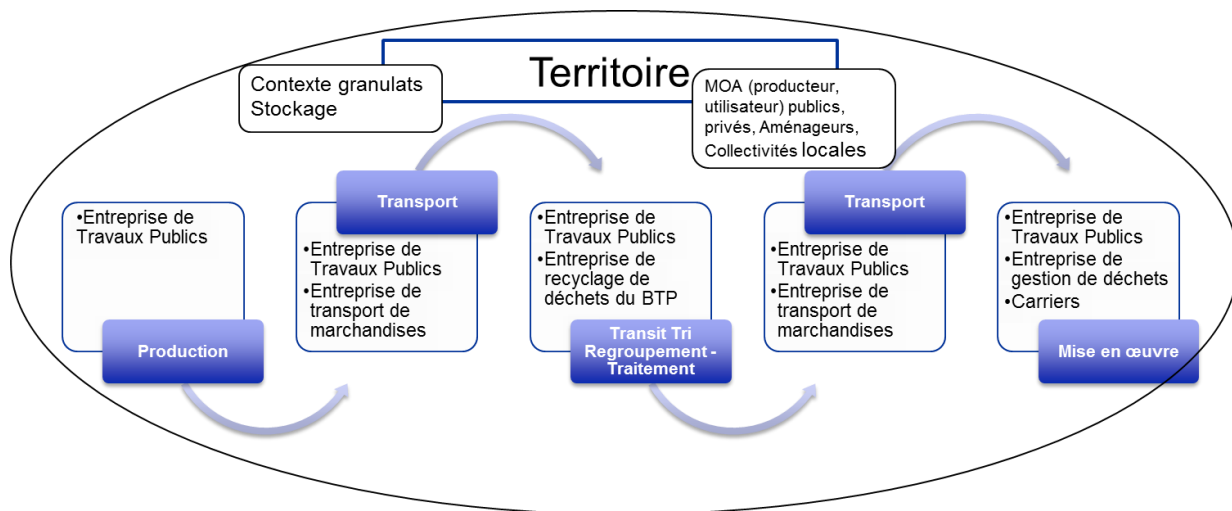 Territoire
Contexte granulats
Stockage
MOA (producteur,
utilisateur) publics,
privés, Aménageurs,
Collectivités locales
•Entreprise de
Travaux Publics
Production
Transport
•Entreprise de
Travaux Publics
•Entreprise de
transport de
marchandises
•Entreprise de
Travaux Publics
•Entreprise de
recyclage de
déchets du BTP
Transit Tri
Regroupement -
Traitement
Transport
•Entreprise de
Travaux Publics
•Entreprise de
transport de
marchandises
•Entreprise de
Travaux Publics
•Entreprise de
gestion de déchets
•Carriers
Mise en œuvre